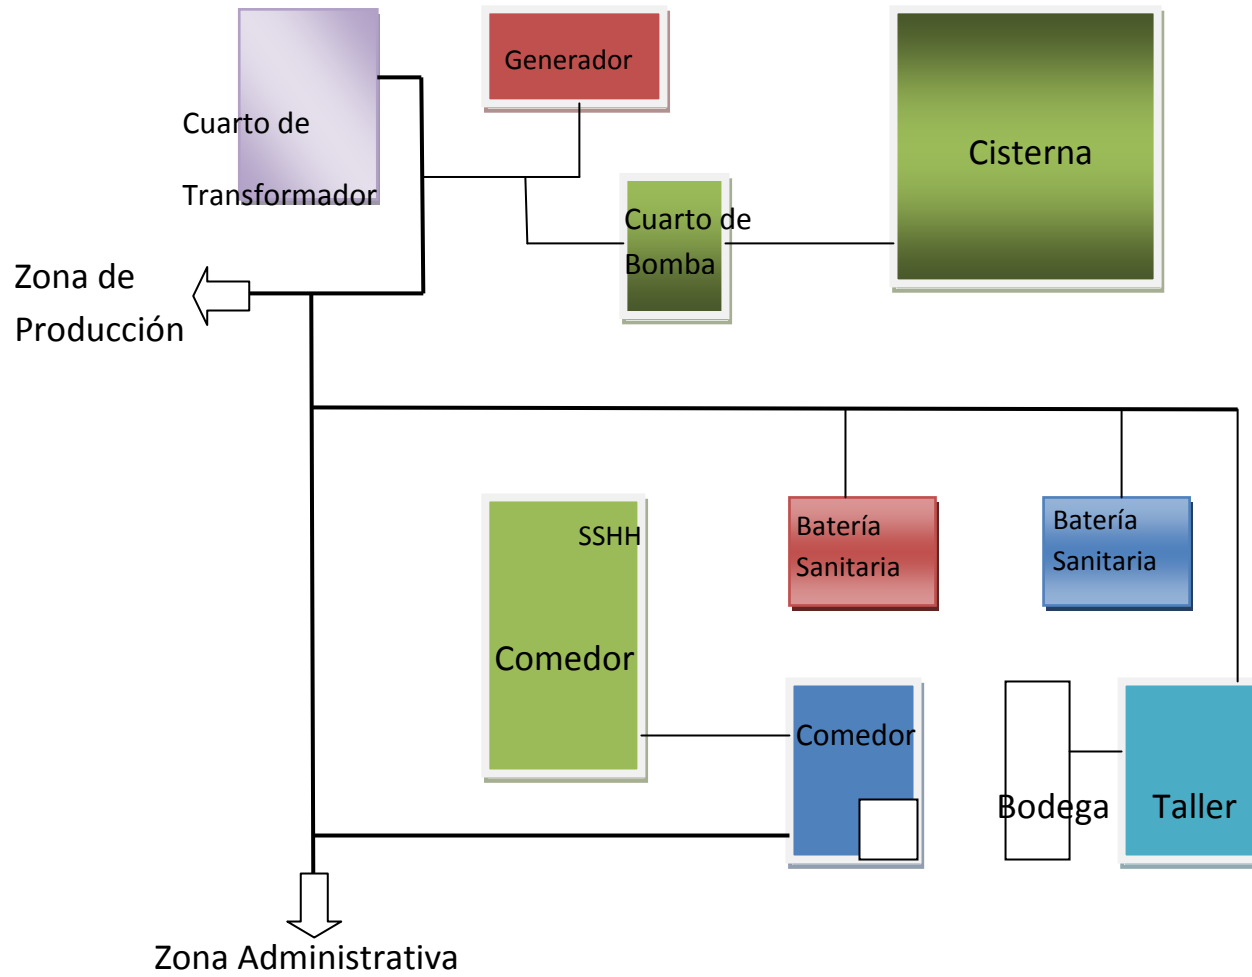 Generador
Cuarto de
Transformador
Cisterna
Cuarto de
Bomba
Zona de
Producción
SSHH
Batería
Sanitaria
Batería
Sanitaria
Comedor
Comedor
Bodega
Taller
Zona Administrativa